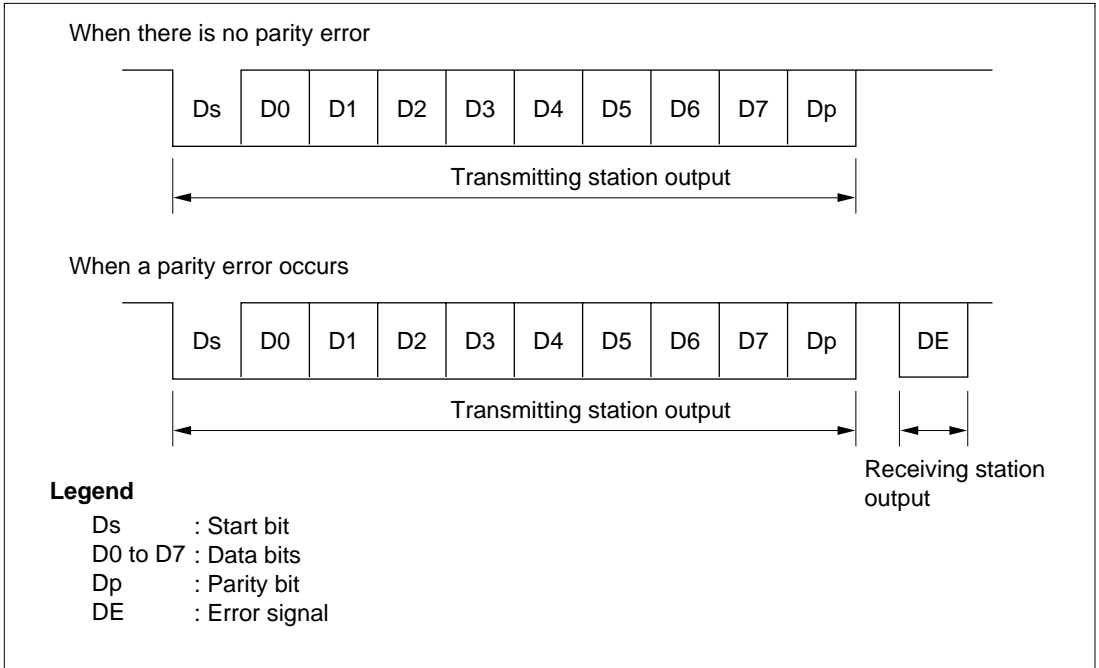 When there is no parity error
Ds D0 D1 D2 D3 D4 D5 D6 D7 Dp
Transmitting station output
When a parity error occurs
Ds D0 D1 D2 D3 D4 D5 D6 D7 Dp DE
Transmitting station output
Receiving station
output
Legend
Ds : Start bit
D0 to D7 : Data bits
Dp : Parity bit
DE : Error signal